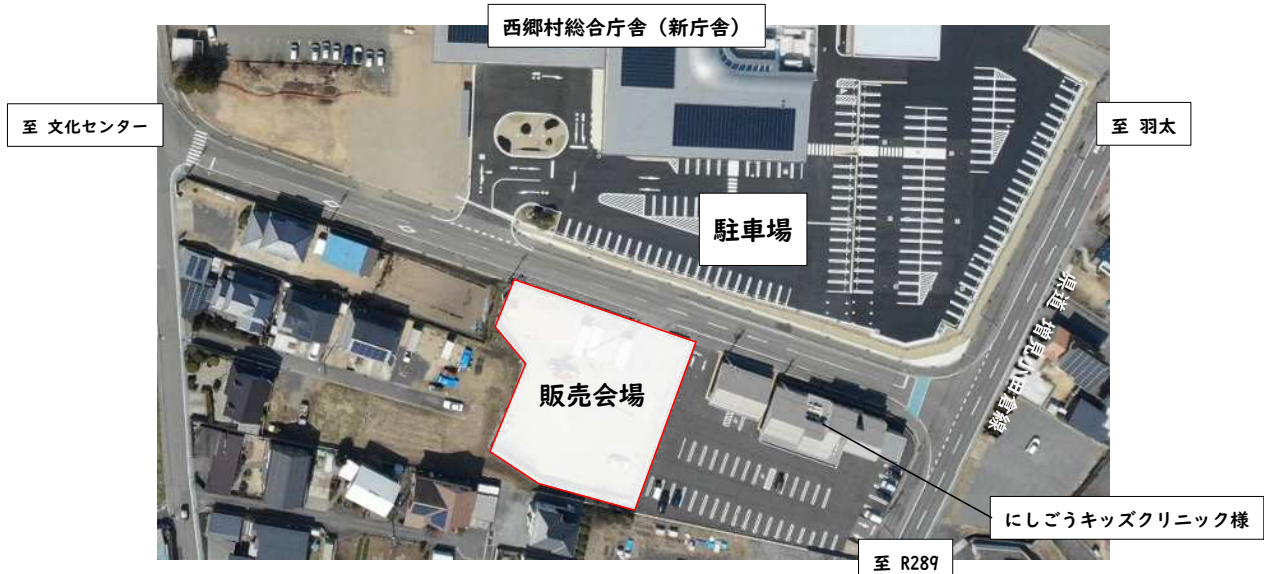 西郷村総合庁舎（新庁舎）
至 文化センター
至 羽太
駐車場
県道 増見小田倉線
販売会場
にしごうキッズクリニック様
至 R289